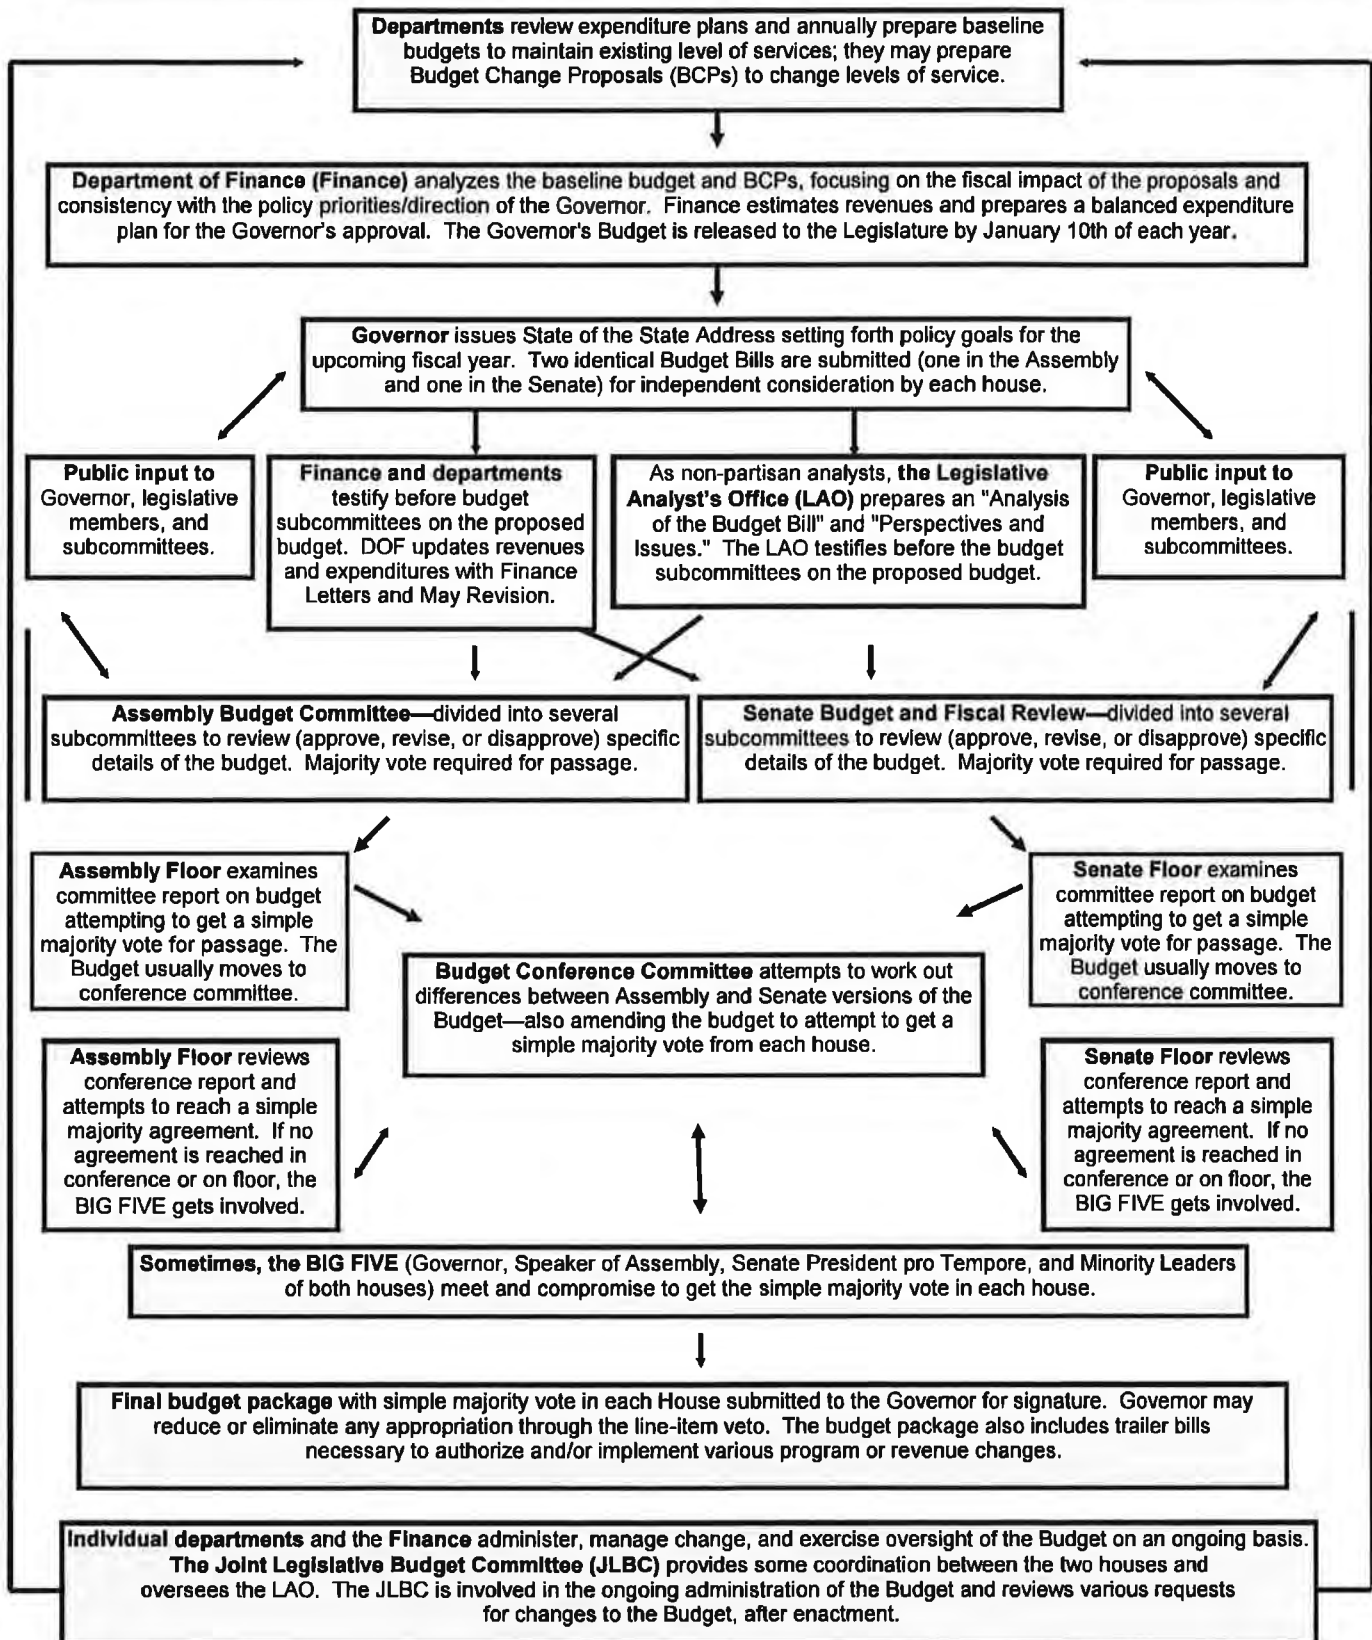 Departments review expenditure plans and annually prepare baseline
budgets to maintain existing level of services; they may prepare
Budget Change Proposals (BCPs) to change levels of service.
Department of Finance (Finance) analyzes the baseline budget and BCPs, focusing on the fiscal impact of the proposals and
consistency with the policy priorities/direction of the Governor. Finance estimates revenues and prepares a balanced expenditure
plan for the Governor's approval. The Governor's Budget is released to the Legislature by January 10th of each year.
Governor issues State of the State Address setting forth policy goals for the
upcoming fiscal year. Two identical Budget Bills are submitted (one in the Assembly
and one in the Senate) for independent consideration by each house.
Public input to
Governor, legislative
members, and
subcommittees.
Finance and departments
testify before budget
subcommittees on the proposed
budget. DOF updates revenues
and expenditures with Finance
Letters and May Revision.
As non-partisan analysts, the Legislative
Analyst's Office (LAO) prepares an "Analysis
of the Budget Bill" and "Perspectives and
Issues." The LAO testifies before the budget
subcommittees on the proposed budget.
Public input to
Governor, legislative
members, and
subcommittees.
Assembly Budget Committee—divided into several
subcommittees to review (approve, revise, or disapprove) specific
details of the budget. Majority vote required for passage.
Senate Budget and Fiscal Review—divided into several
subcommittees to review (approve, revise, or disapprove) specific
details of the budget. Majority vote required for passage.
Assembly Floor examines
committee report on budget
attempting to get a simple
majority vote for passage. The
Budget usually moves to
conference committee.
Senate Floor examines
committee report on budget
attempting to get a simple
majority vote for passage. The
Budget usually moves to
conference committee.
Budget Conference Committee attempts to work out
differences between Assembly and Senate versions of the
Budget—also amending the budget to attempt to get a
simple majority vote from each house.
Assembly Floor reviews
conference report and
attempts to reach a simple
majority agreement. If no
agreement is reached in
conference or on floor, the
BIG FIVE gets involved.
Senate Floor reviews
conference report and
attempts to reach a simple
majority agreement. If no
agreement is reached in
conference or on floor, the
BIG FIVE gets involved.
Sometimes, the BIG FIVE (Governor, Speaker of Assembly, Senate President pro Tempore, and Minority Leaders
of both houses) meet and compromise to get the simple majority vote in each house.
Final budget package with simple majority vote in each House submitted to the Governor for signature. Governor may
reduce or eliminate any appropriation through the line-item veto. The budget package also includes trailer bills
necessary to authorize and/or implement various program or revenue changes.
Individual departments and the Finance administer, manage change, and exercise oversight of the Budget on an ongoing basis.
The Joint Legislative Budget Committee (JLBC) provides some coordination between the two houses and
oversees the LAO. The JLBC is involved in the ongoing administration of the Budget and reviews various requests
for changes to the Budget, after enactment.